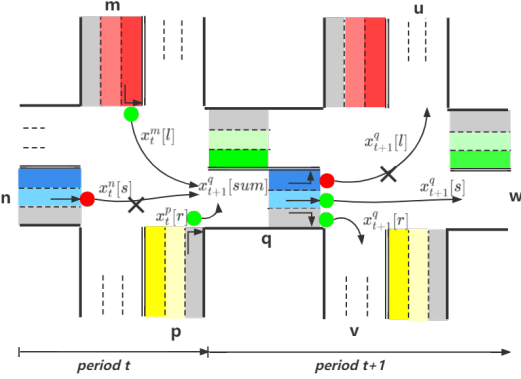 m
u
x_t^m[l]
x_{t+1}^q[l]
n
x_t^n[s]
x_{t+1}^q[sum]
x_{t+1}^q[s]
w
x_t^p[r]
x_{t+1}^q[r]
q
p
v
period t
period t+1